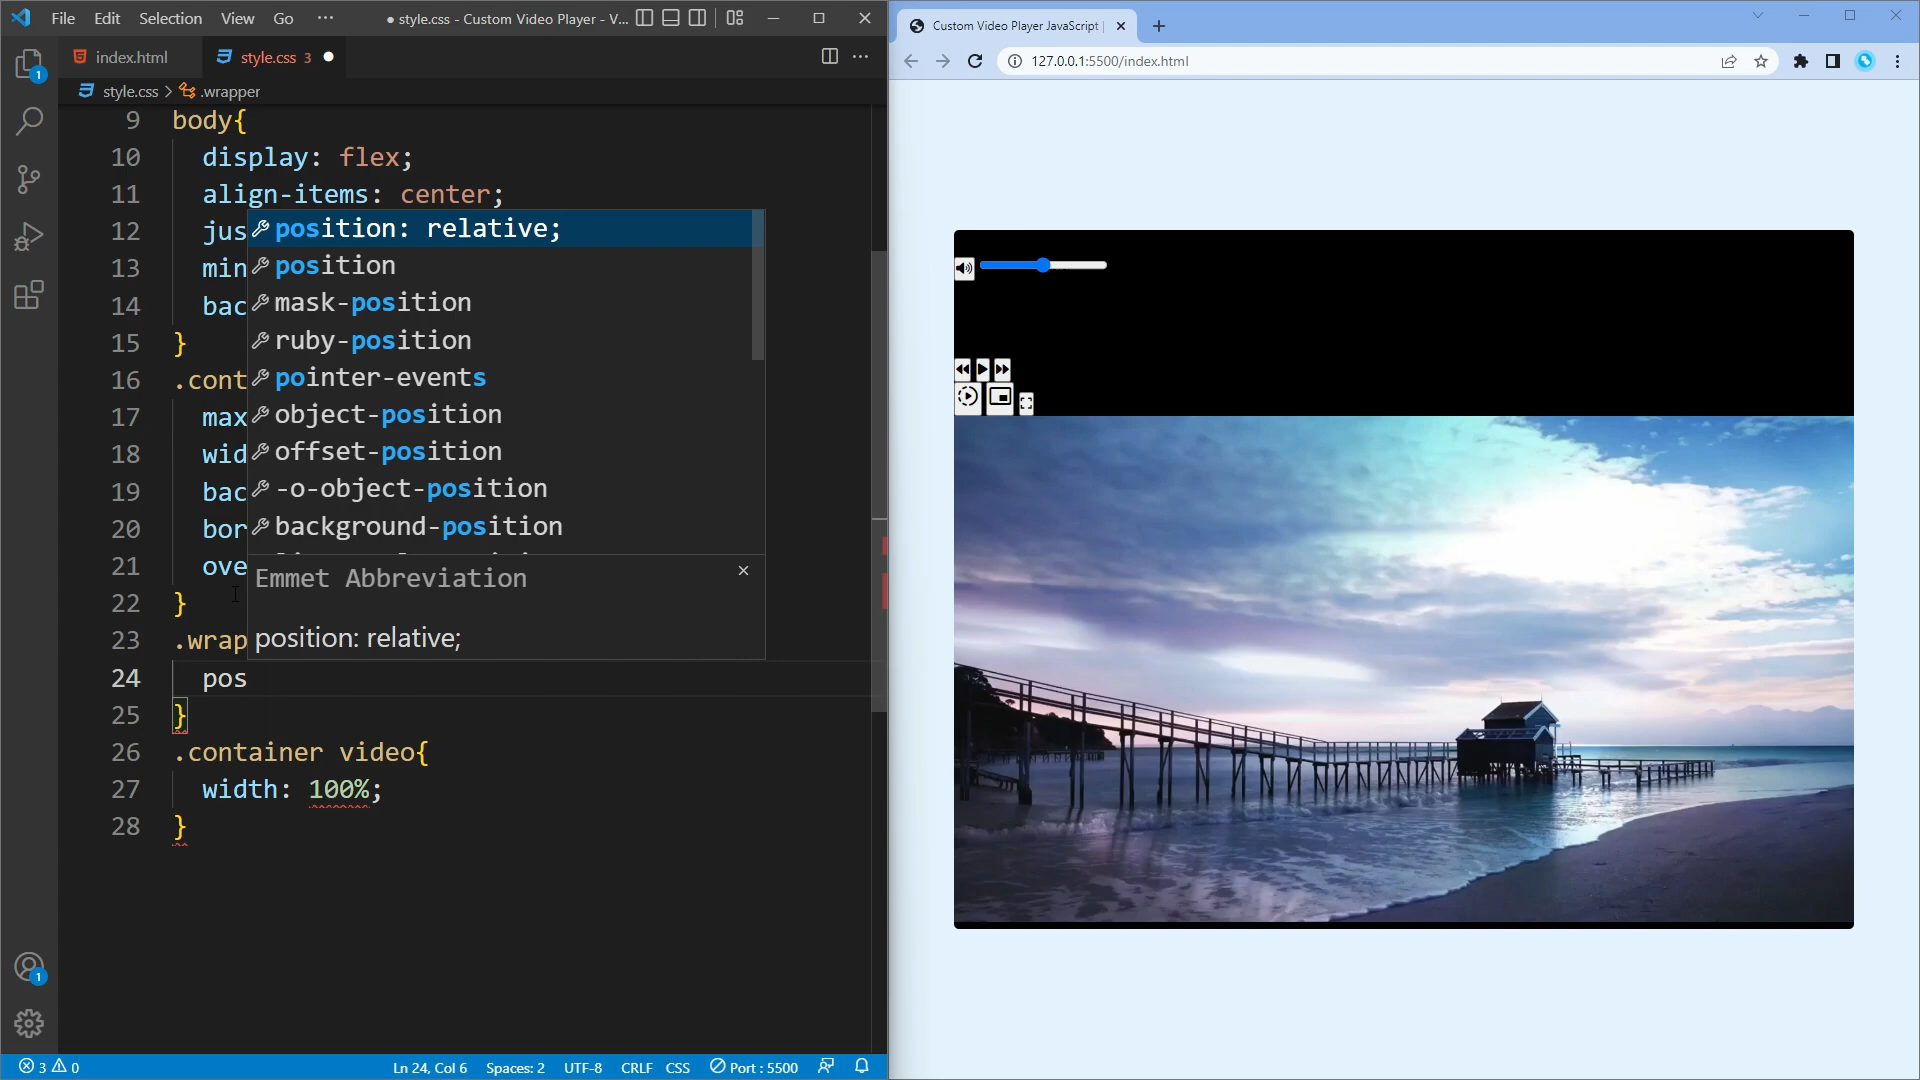 File Edit Selection View Go ··· ● style.css - Custom Video Player - V...
index.html style.css 3 ●
style.css > .wrapper
9 body{
10 display: flex;
11 align-items: center;
12 jus
13 min
14 bac
15 }
16 .cont
17 max
18 wid
19 bac
20 bor
21 ove
22 }
23 .wrap
24 pos
25 }
26 .container video{
27 width: 100%;
28 }
position: relative;
position
mask-position
ruby-position
pointer-events
object-position
offset-position
-o-object-position
background-position
Emmet Abbreviation
position: relative;
1
1
3 0 Ln 24, Col 6 Spaces: 2 UTF-8 CRLF CSS Port : 5500
Custom Video Player JavaScript |
127.0.0.1:5500/index.html